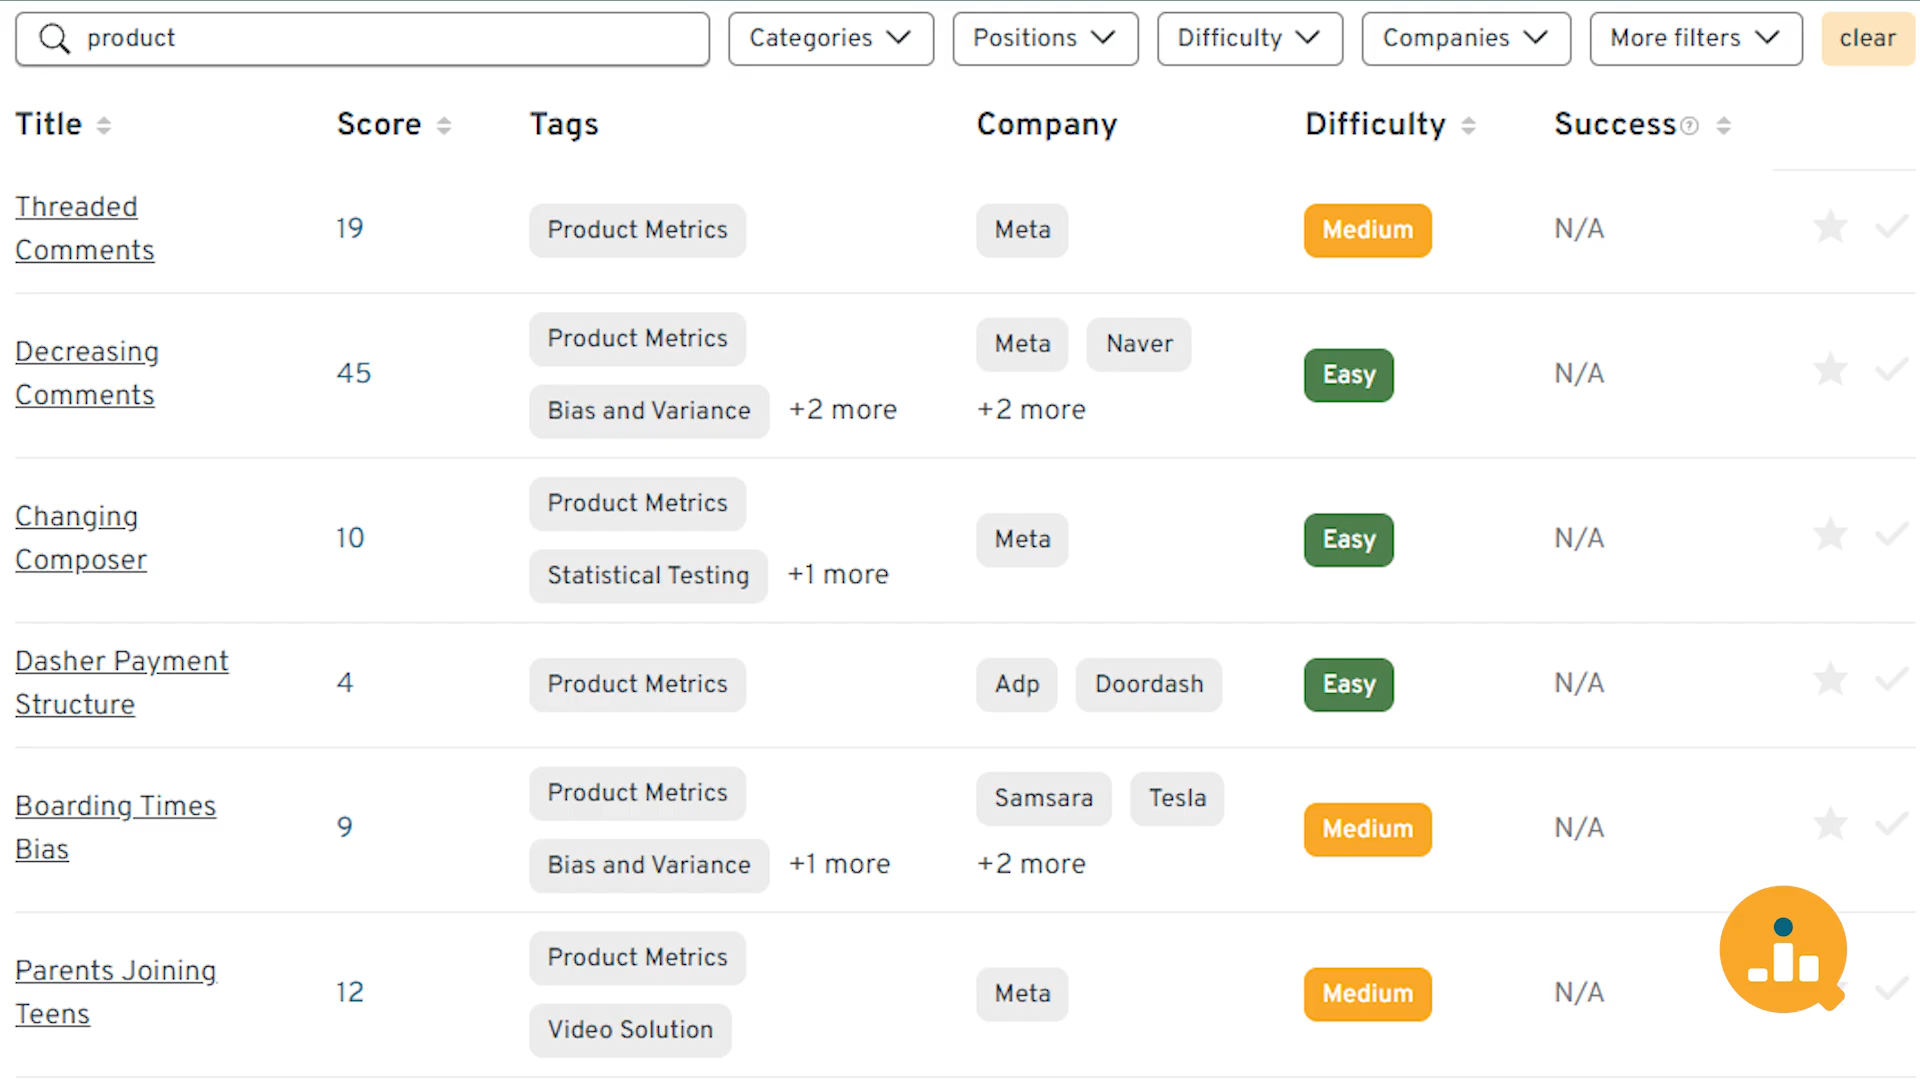 product
Categories
Positions
Difficulty
Companies
More filters
clear
Title
Score
Tags
Company
Difficulty
Success
Threaded
Comments
19
Product Metrics
Meta
Medium
N/A
Decreasing
Comments
45
Product Metrics
Bias and Variance +2 more
Meta Naver
+2 more
Easy
N/A
Changing
Composer
10
Product Metrics
Statistical Testing +1 more
Meta
Easy
N/A
Dasher Payment
Structure
4
Product Metrics
Adp Doordash
Easy
N/A
Boarding Times
Bias
9
Product Metrics
Bias and Variance +1 more
Samsara Tesla
+2 more
Medium
N/A
Parents Joining
Teens
12
Product Metrics
Video Solution
Meta
Medium
N/A